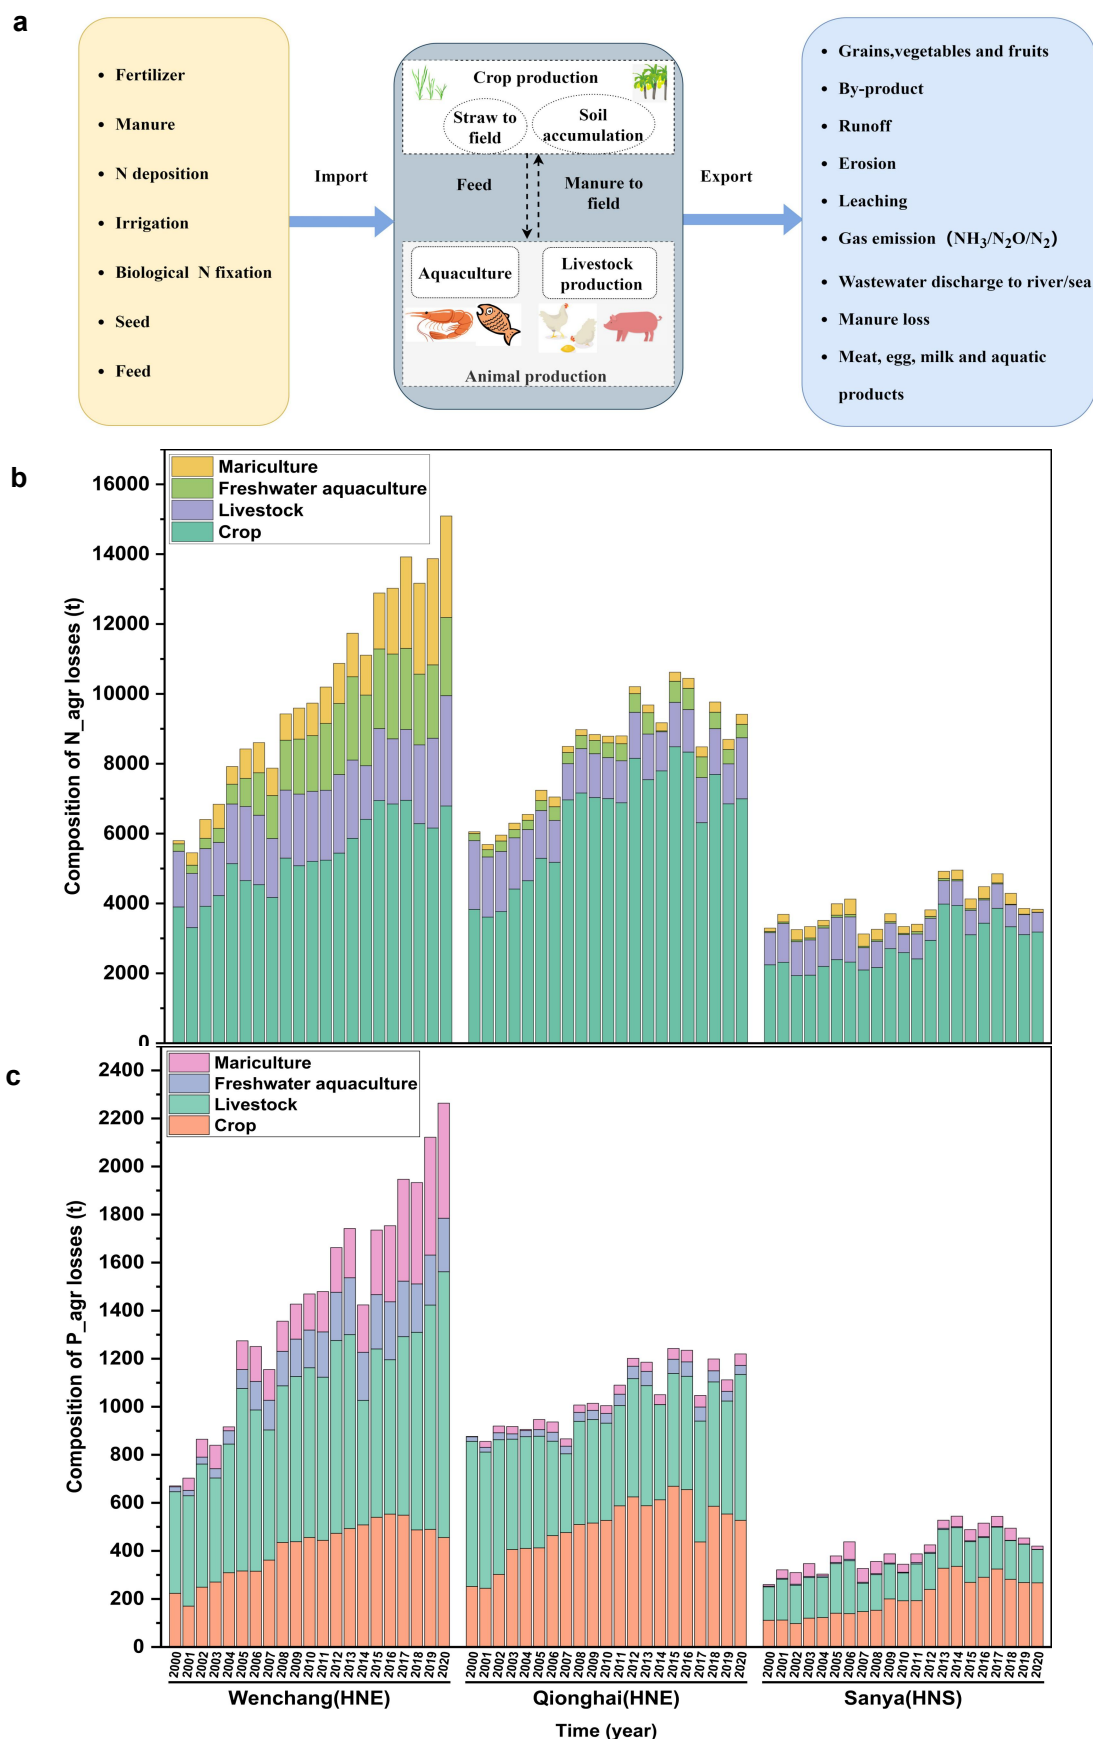 a
• Fertilizer
• Manure
• N deposition
• Irrigation
• Biological N fixation
• Seed
• Feed
Import
Crop production
Straw to
field
Soil
accumulation
Feed
Manure to
field
Aquaculture
Livestock
production
Animal production
Export
• Grains,vegetables and fruits
• By-product
• Runoff
• Erosion
• Leaching
• Gas emission（NH3/N2O/N2）
• Wastewater discharge to river/sea
• Manure loss
• Meat, egg, milk and aquatic
products
b
Mariculture
Freshwater aquaculture
Livestock
Crop
Composition of N_agr losses (t)
16000
14000
12000
10000
8000
6000
4000
2000
0
c
Mariculture
Freshwater aquaculture
Livestock
Crop
Composition of P_agr losses (t)
2400
2200
2000
1800
1600
1400
1200
1000
800
600
400
200
0
2000 2001 2002 2003 2004 2005 2006 2007 2008 2009 2010 2011 2012 2013 2014 2015 2016 2017 2018 2019 2020
2000 2001 2002 2003 2004 2005 2006 2007 2008 2009 2010 2011 2012 2013 2014 2015 2016 2017 2018 2019 2020
2000 2001 2002 2003 2004 2005 2006 2007 2008 2009 2010 2011 2012 2013 2014 2015 2016 2017 2018 2019 2020
Wenchang(HNE)
Qionghai(HNE)
Sanya(HNS)
Time (year)